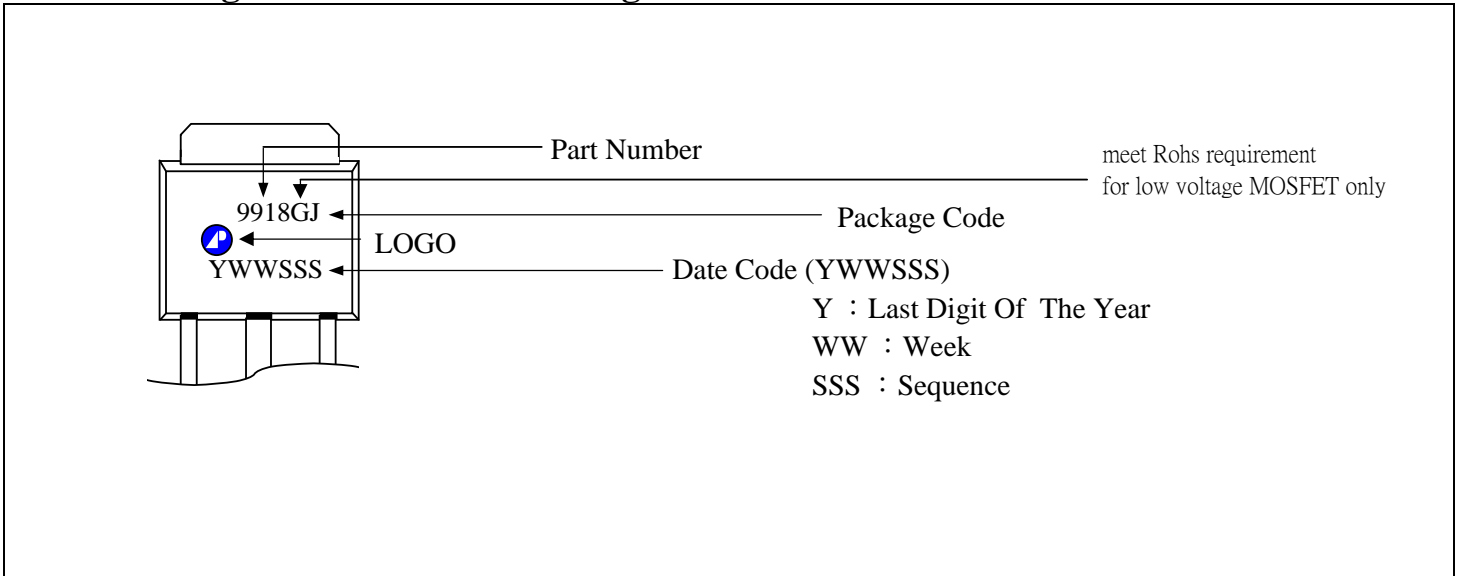 Part Number
meet Rohs requirement
for low voltage MOSFET only
9918GJ
Package Code
LOGO
YWWSSS
Date Code (YWWSSS)
Y ：Last Digit Of The Year
WW ：Week
SSS ：Sequence